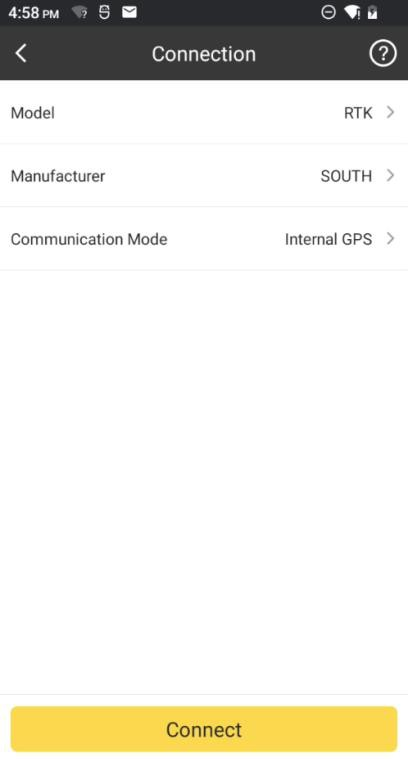 4:58 PM
Connection
Model RTK
Manufacturer SOUTH
Communication Mode Internal GPS
Connect